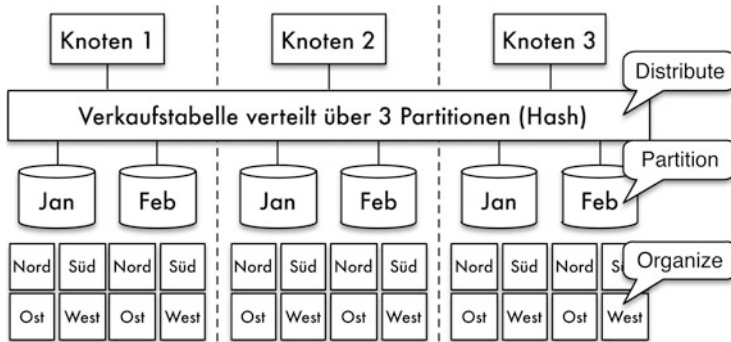 Knoten 1
Knoten 2
Knoten 3
Distribute
Verkaufstabelle verteilt über 3 Partitionen (Hash)
Partition
Jan
Feb
Jan
Feb
Jan
Feb
Nord Süd Nord Süd
Nord Süd Nord Süd
Nord Süd Nord
Organize
Ost West Ost West
Ost West Ost West
Ost West Ost West